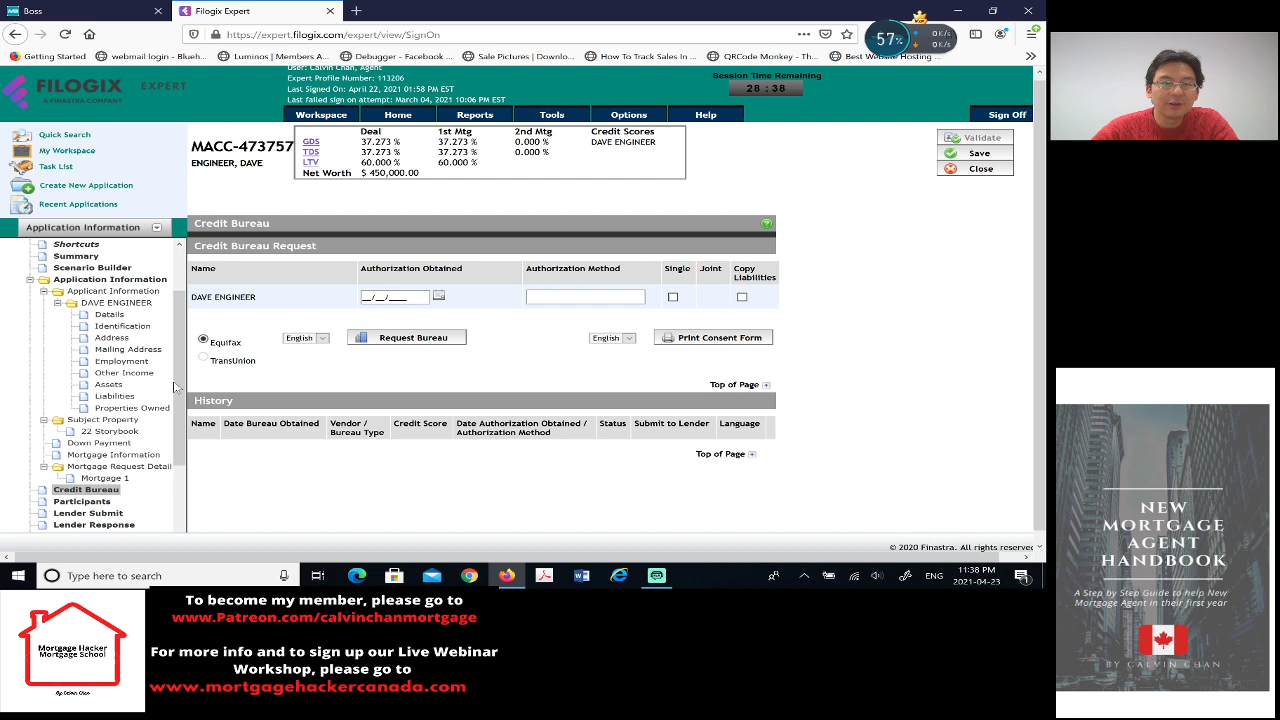 Boss
Filogix Expert
https://expert.filogix.com/expert/view/SignOn
57%
0K/s
0K/s
Getting Started
webmail login - Blueh...
Luminos | Members A...
Debugger - Facebook ...
Sale Pictures | Downl...
How To Track Sales In ...
QRCode Monkey - Th...
Best Website Hosting ...
FILOGIX
A FINASTRA COMPANY
EXPERT
User: Calvin Chan, Agent
Expert Profile Number: 113206
Last Signed On: April 22, 2021 01:58 PM EST
Last failed sign on attempt: March 04, 2021 10:06 PM EST
Session Time Remaining
28 : 38
Workspace
Home
Reports
Tools
Options
Help
Sign Off
Quick Search
My Workspace
Task List
Create New Application
Recent Applications
MACC-473757
ENGINEER, DAVE
Deal 1st Mtg 2nd Mtg Credit Scores
GDS 37.273 % 37.273 % 0.000 % DAVE ENGINEER
TDS 37.273 % 37.273 % 0.000 %
LTV 60.000 % 60.000 %
Net Worth $ 450,000.00
Validate
Save
Close
Application Information
Shortcuts
Summary
Scenario Builder
Application Information
Applicant Information
DAVE ENGINEER
Details
Identification
Address
Mailing Address
Employment
Other Income
Assets
Liabilities
Properties Owned
Subject Property
22 Storybook
Down Payment
Mortgage Information
Mortgage Request Detail
Mortgage 1
Credit Bureau
Participants
Lender Submit
Lender Response
Credit Bureau
Credit Bureau Request
Name Authorization Obtained Authorization Method Single Joint Copy Liabilities
DAVE ENGINEER __/__/____
Equifax English Request Bureau English Print Consent Form
TransUnion
Top of Page
History
Name Date Bureau Obtained Vendor / Bureau Type Credit Score Date Authorization Obtained / Authorization Method Status Submit to Lender Language
Top of Page
© 2020 Finastra. All rights reserved
Type here to search
ENG
11:38 PM
2021-04-23
1
Mortgage Hacker
Mortgage School
By Calvin Chan
To become my member, please go to
www.Patreon.com/calvinchanmortgage
For more info and to sign up our Live Webinar
Workshop, please go to
www.mortgagehackercanada.com
NEW
MORTGAGE
AGENT
HANDBOOK
A Step by Step Guide to help New
Mortgage Agent in their first year
BY CALVIN CHAN